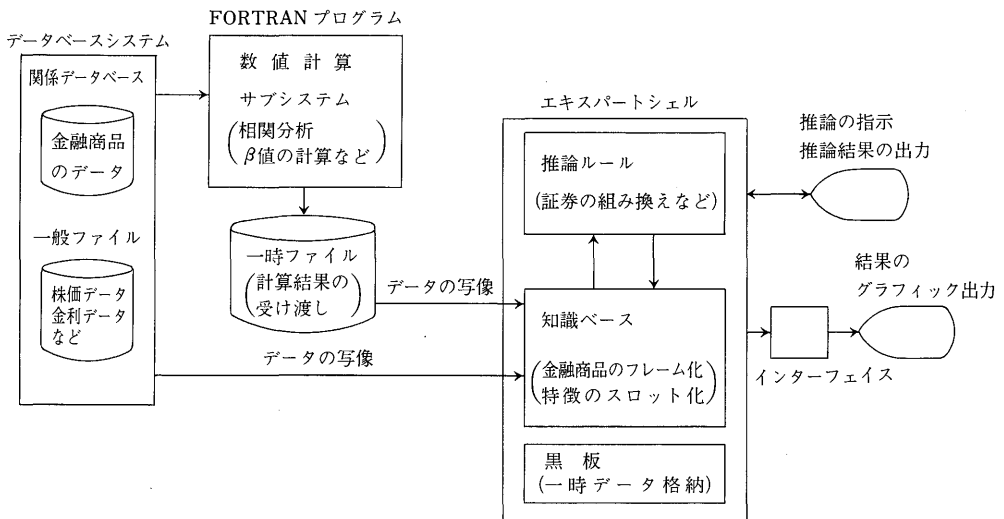 FORTRAN プログラム
データベースシステム
関係データベース
金融商品
のデータ
一般ファイル
株価データ
金利データ
など
数値計算
サブシステム
(相関分析
β値の計算など)
一時ファイル
(計算結果の
受け渡し)
データの写像
データの写像
エキスパートシェル
推論ルール
(証券の組み換えなど)
知識ベース
(金融商品のフレーム化
特徴のスロット化)
黒板
(一時データ格納)
推論の指示
推論結果の出力
結果の
グラフィック出力
インターフェイス